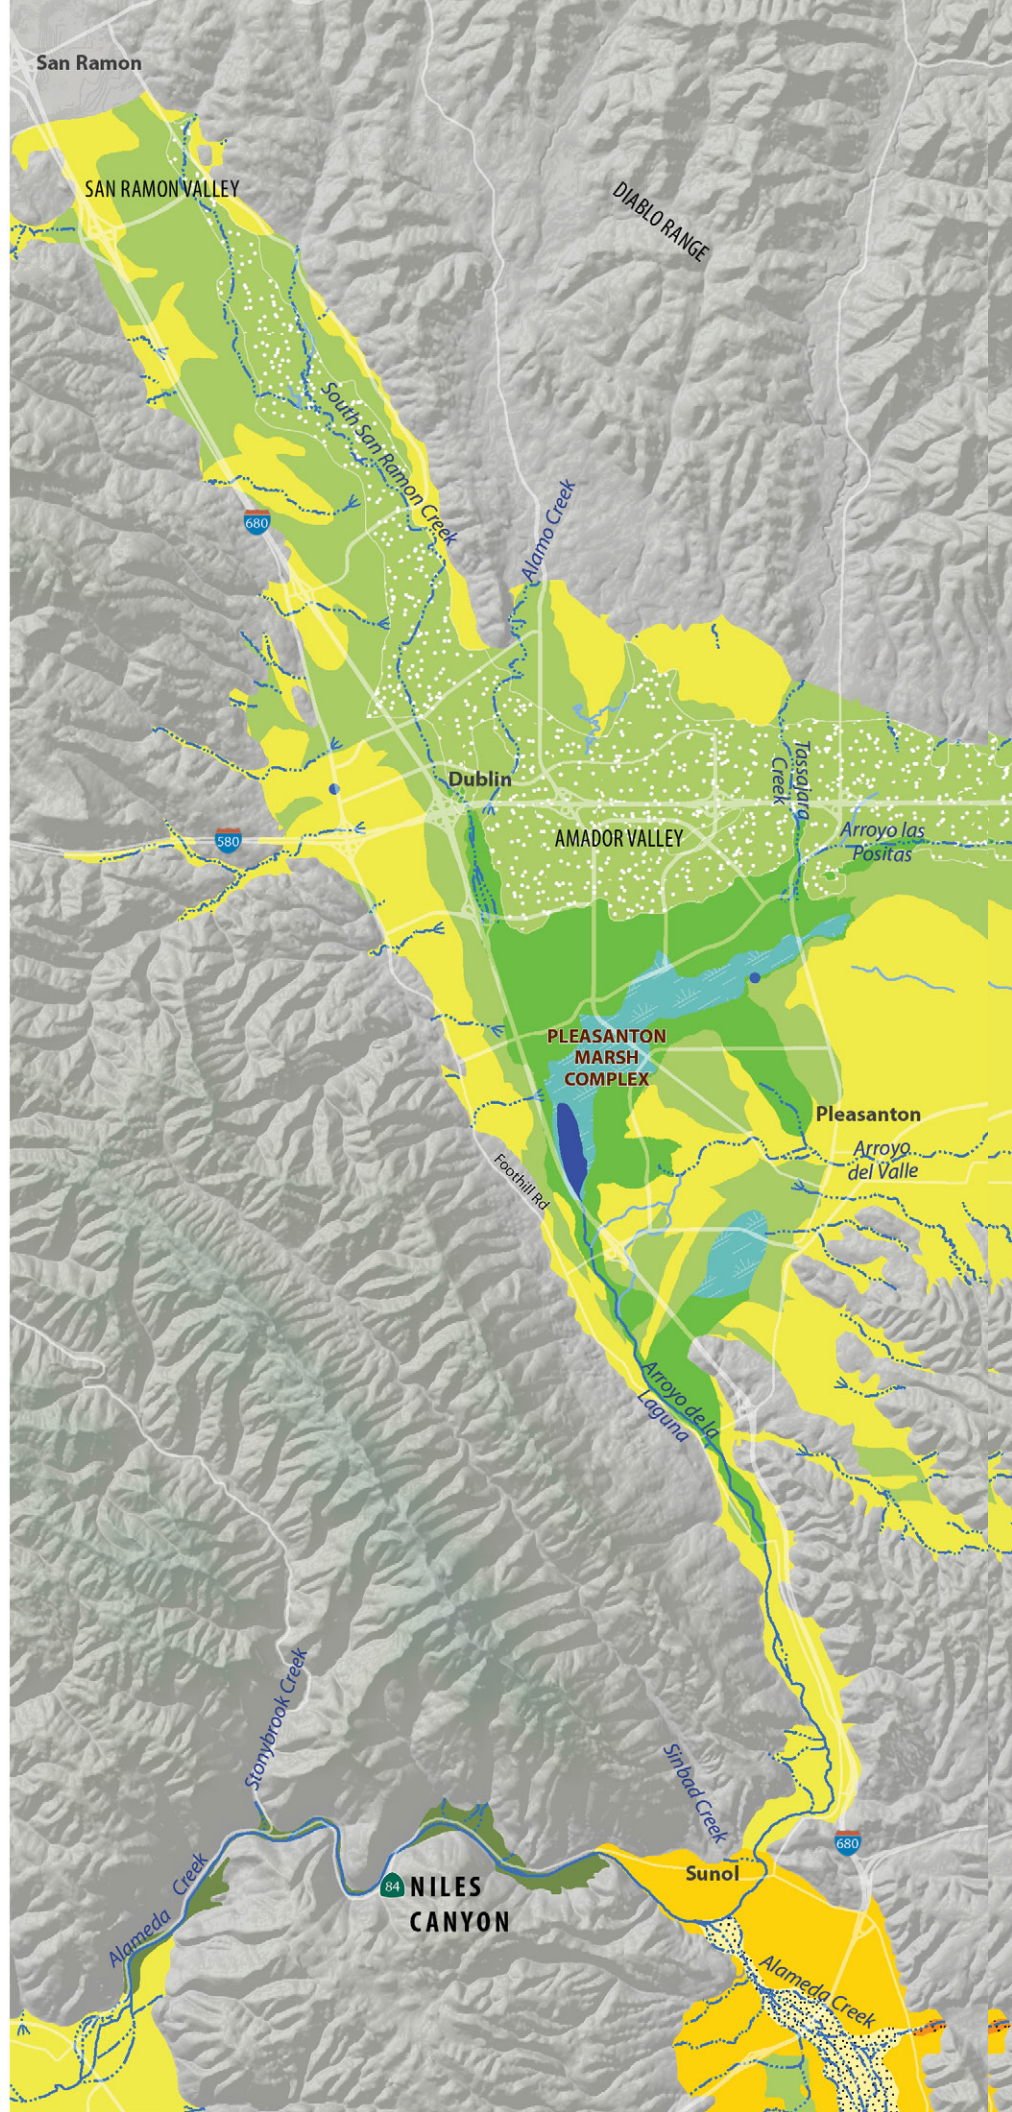 San Ramon
SAN RAMON VALLEY
DIABLO RANGE
South San Ramon Creek
680
Alamo Creek
Dublin
Tassajara
Creek
580
AMADOR VALLEY
Arroyo las
Positas
PLEASANTON
MARSH
COMPLEX
Pleasanton
Arroyo
del Valle
Foothill Rd
Arroyo de la
Laguna
Stonybrook Creek
Sinbad Creek
680
Sunol
84
NILES
CANYON
Alameda Creek
Alameda Creek